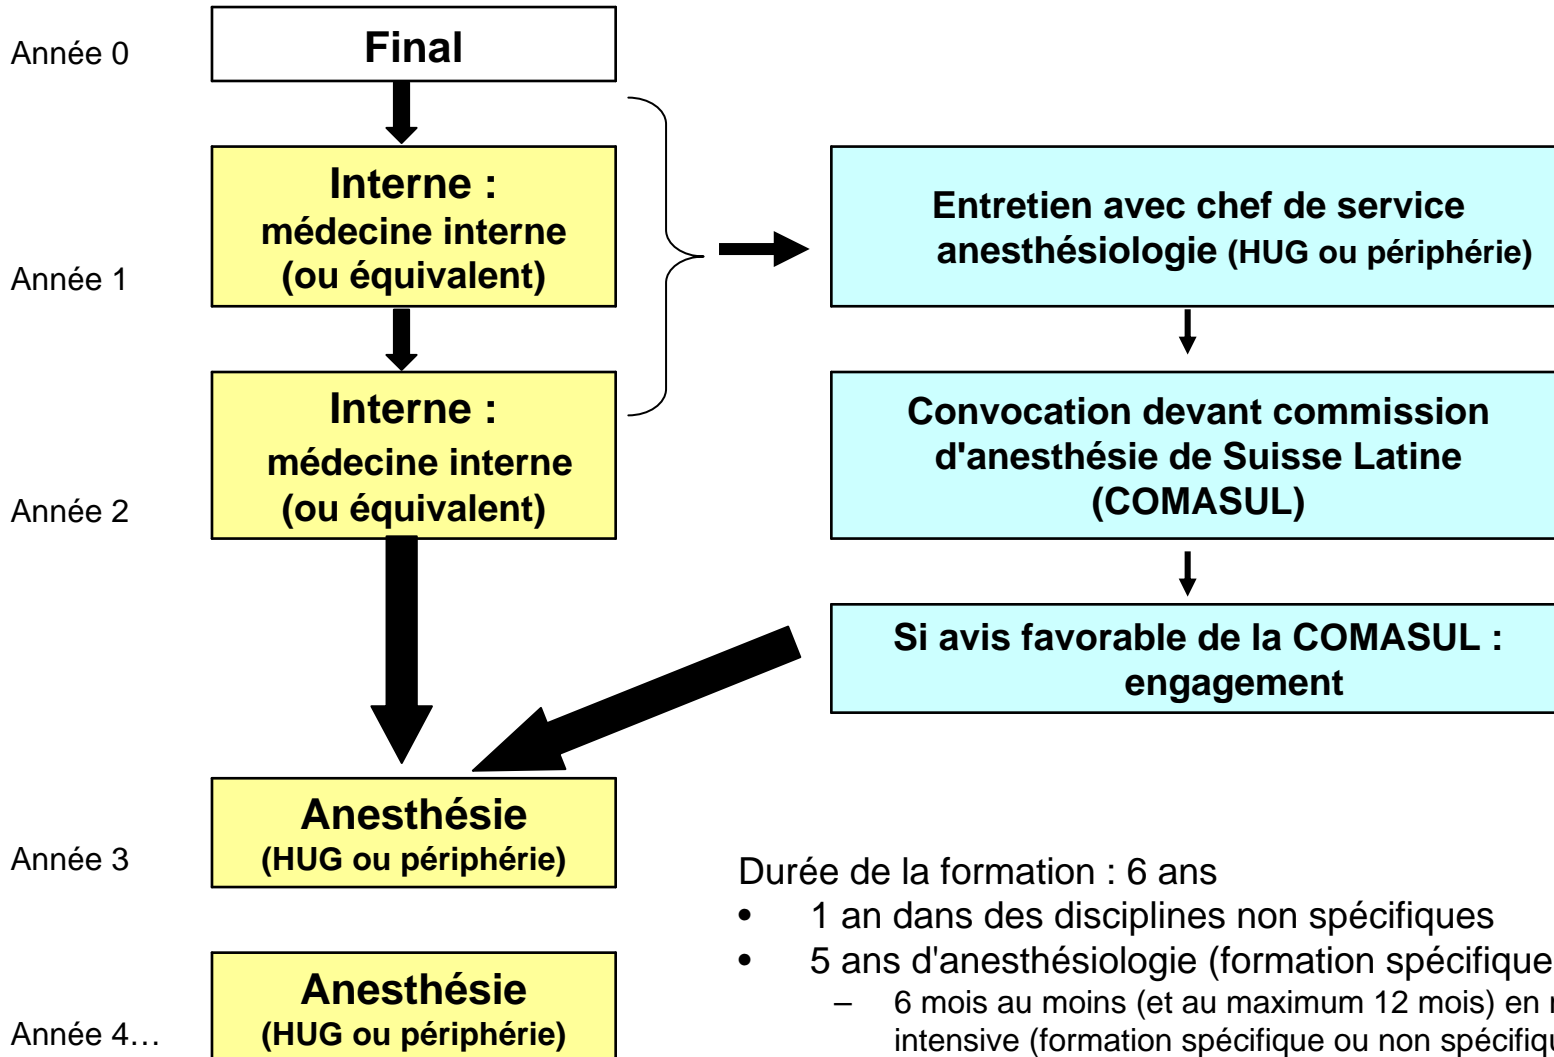 Année 0
Final
Interne :
médecine interne
(ou équivalent)
Année 1
Entretien avec chef de service
anesthésiologie (HUG ou périphérie)
Interne :
médecine interne
(ou équivalent)
Année 2
Convocation devant commission
d'anesthésie de Suisse Latine
(COMASUL)
Si avis favorable de la COMASUL :
engagement
Anesthésie
(HUG ou périphérie)
Année 3
Durée de la formation : 6 ans
• 1 an dans des disciplines non spécifiques
• 5 ans d'anesthésiologie (formation spécifique
– 6 mois au moins (et au maximum 12 mois) en
intensive (formation spécifique ou non spécifiqu
Anesthésie
(HUG ou périphérie)
Année 4…